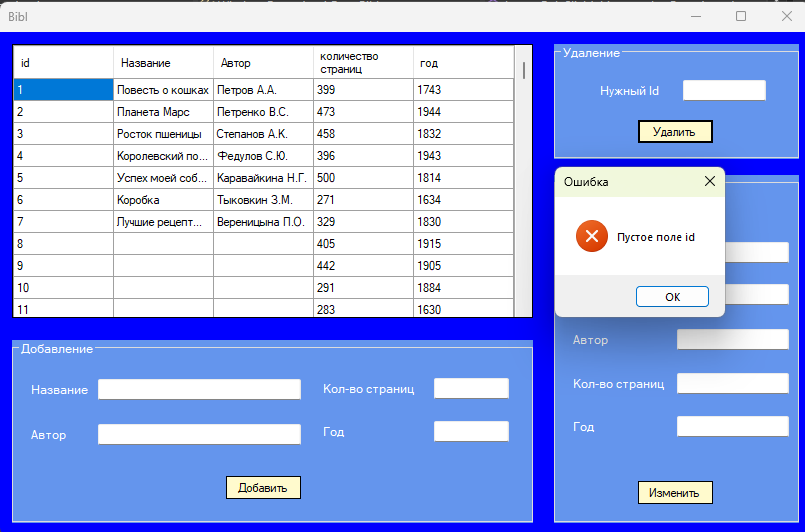 Bibl
id Название Автор количество
страниц год
1 Повесть о кошках Петров А.А. 399 1743
2 Планета Марс Петренко В.С. 473 1944
3 Росток пшеницы Степанов А.К. 458 1832
4 Королевский по... Федулов С.Ю. 396 1943
5 Успех моей соб... Каравайкина Н.Г. 500 1814
6 Коробка Тыковкин З.М. 271 1634
7 Лучшие рецепт... Вереницына П.О. 329 1830
8 405 1915
9 442 1905
10 291 1884
11 283 1630
Удаление
Нужный Id
Удалить
Ошибка
Пустое поле id
OK
Автор
Кол-во страниц
Год
Изменить
Добавление
Название
Кол-во страниц
Автор
Год
Добавить